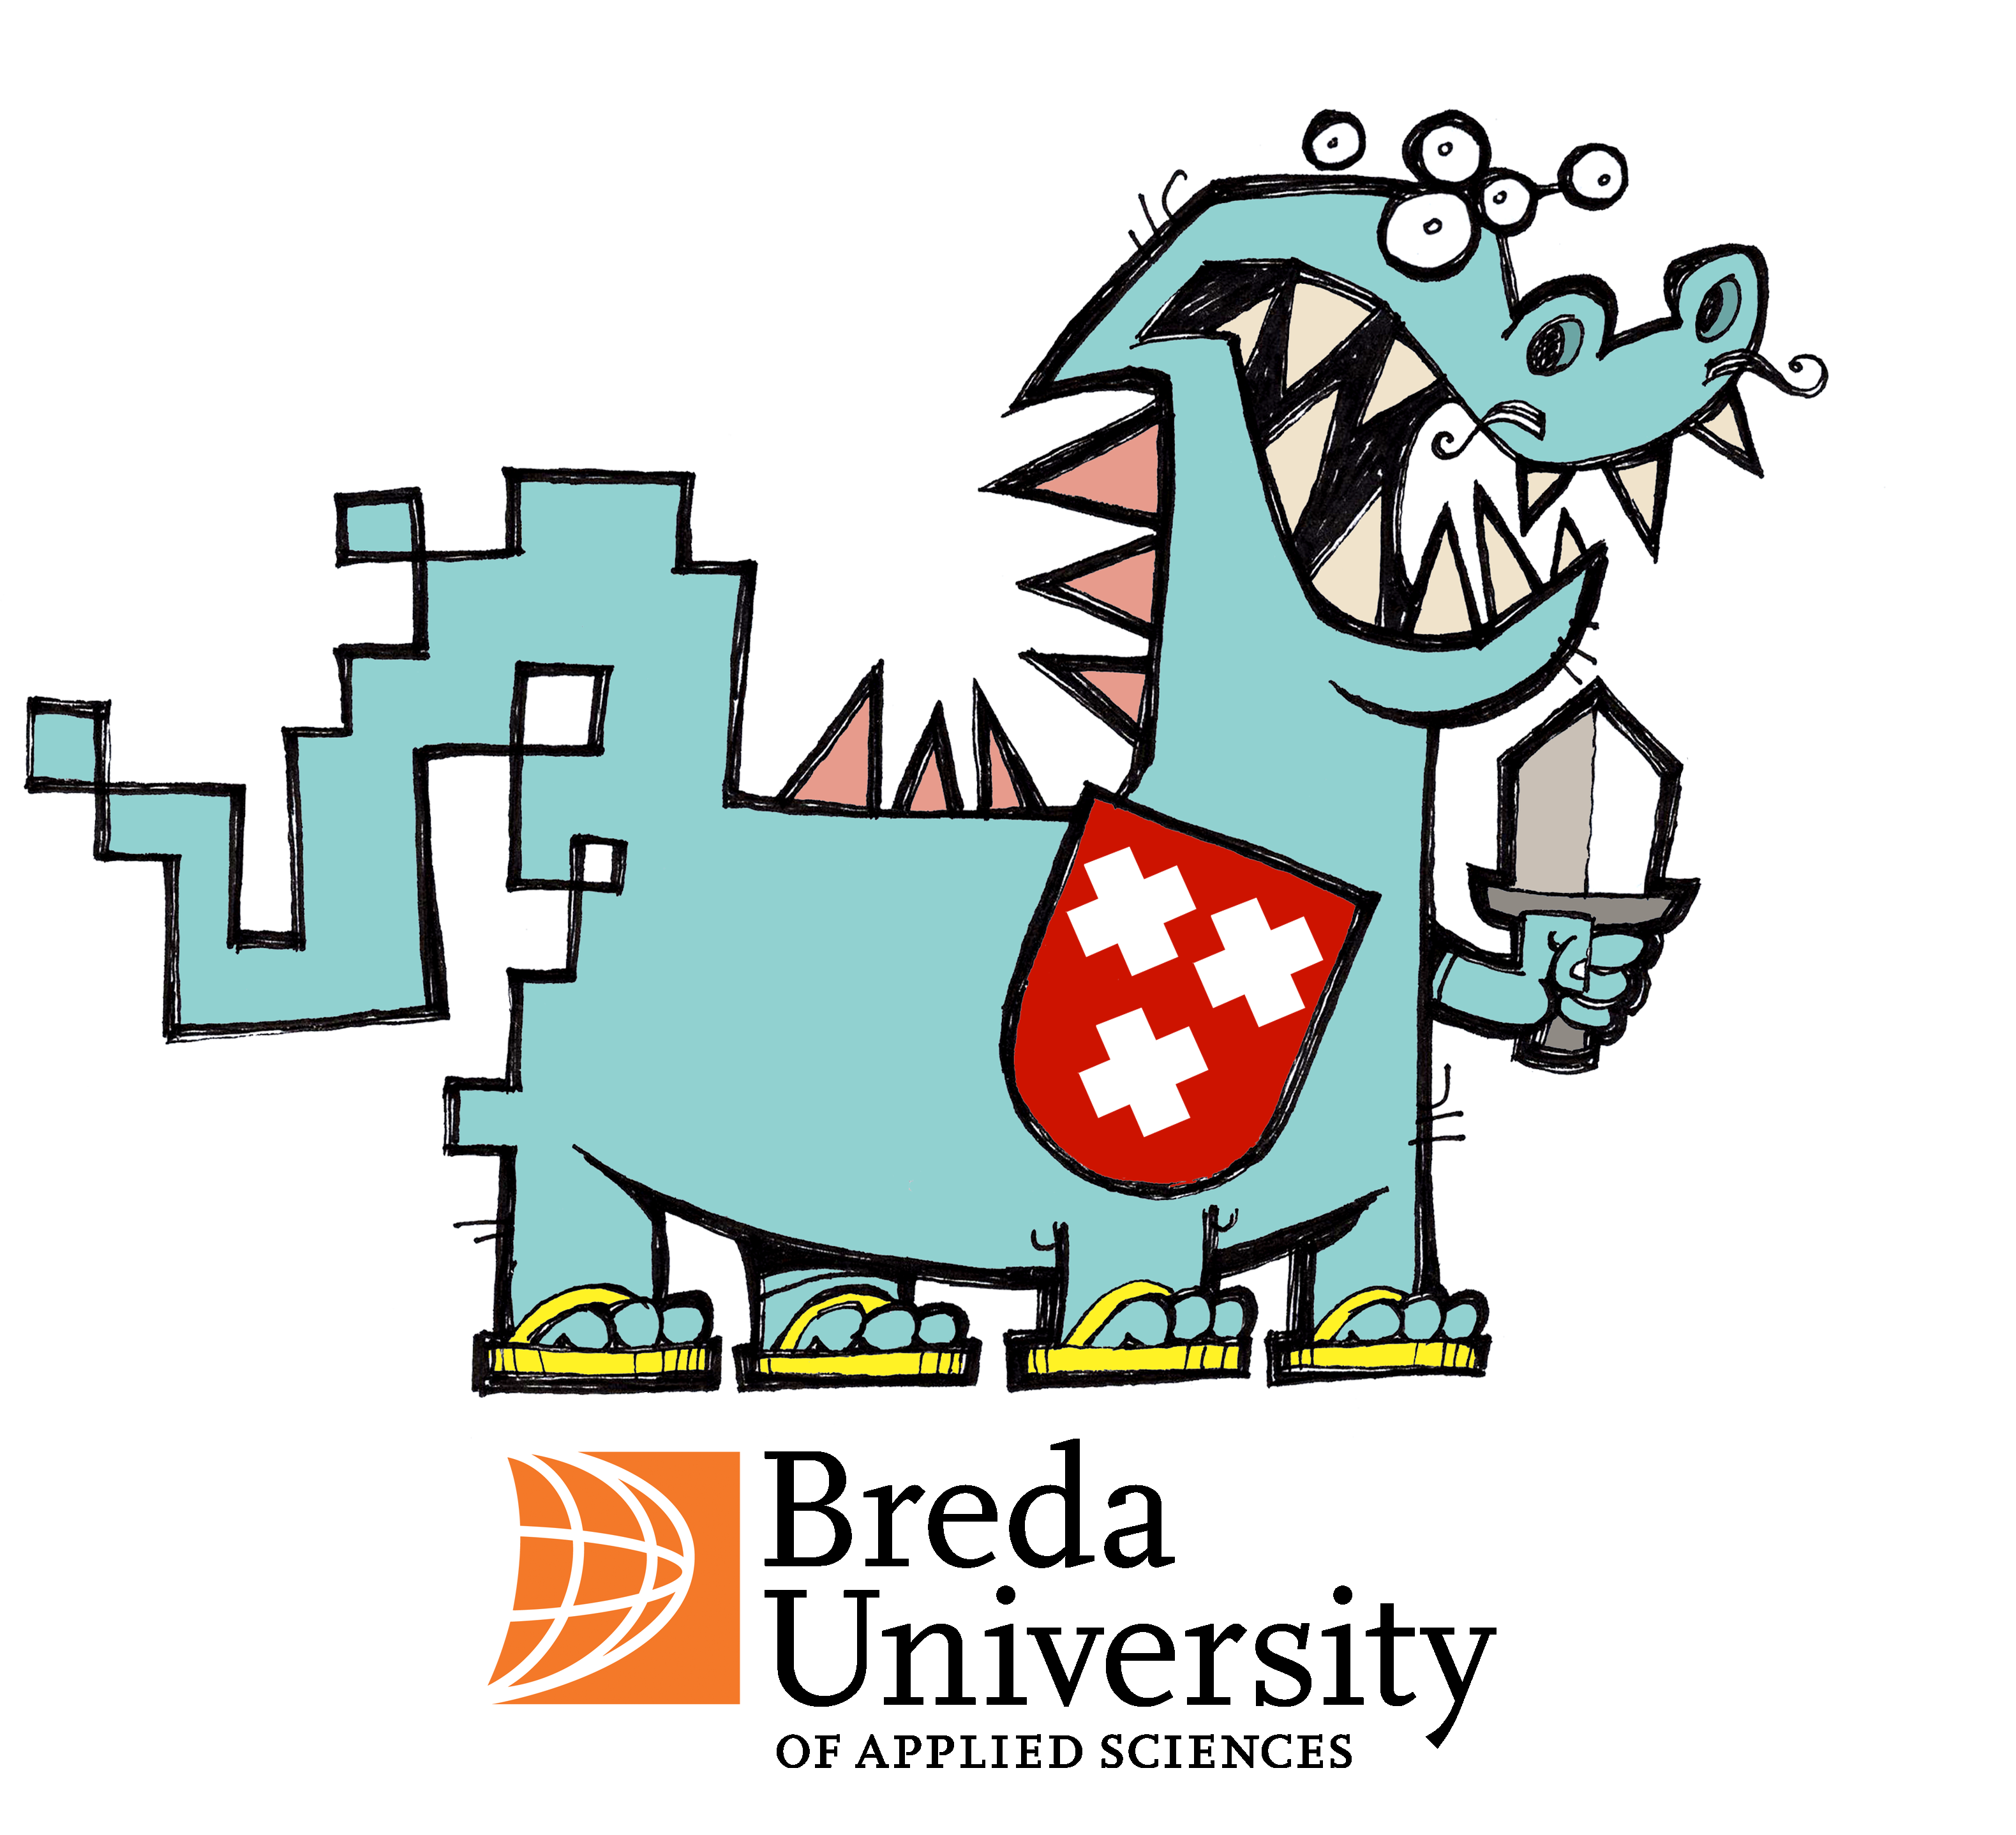 Breda
University
OF APPLIED SCIENCES